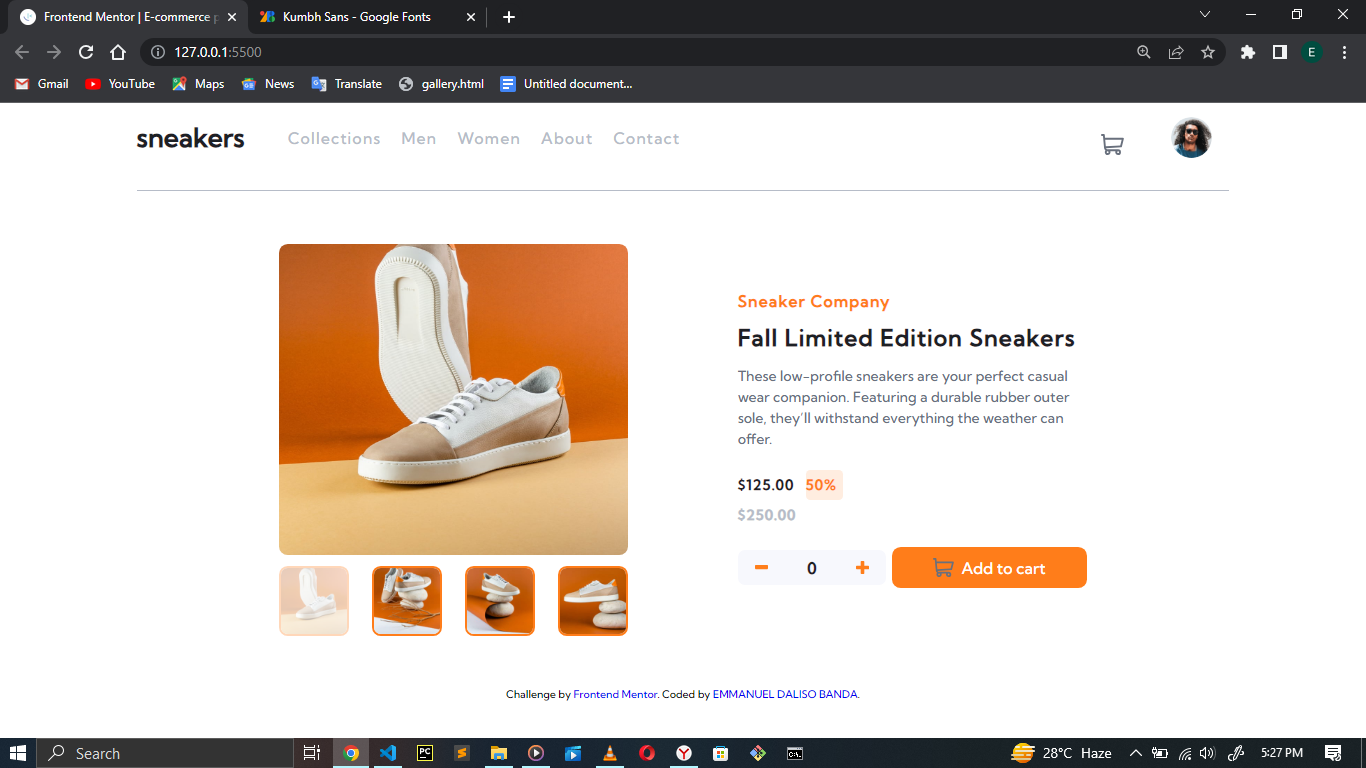 Frontend Mentor | E-commerce p
Kumbh Sans - Google Fonts
127.0.0.1:5500
E
Gmail
YouTube
Maps
News
Translate
gallery.html
Untitled document...
sneakers
Collections
Men
Women
About
Contact
Sneaker Company
Fall Limited Edition Sneakers
These low-profile sneakers are your perfect casual
wear companion. Featuring a durable rubber outer
sole, they’ll withstand everything the weather can
offer.
$125.00 50%
$250.00
0
Add to cart
Challenge by Frontend Mentor. Coded by EMMANUEL DALISO BANDA.
Search
PC
28°C Haze
5:27 PM